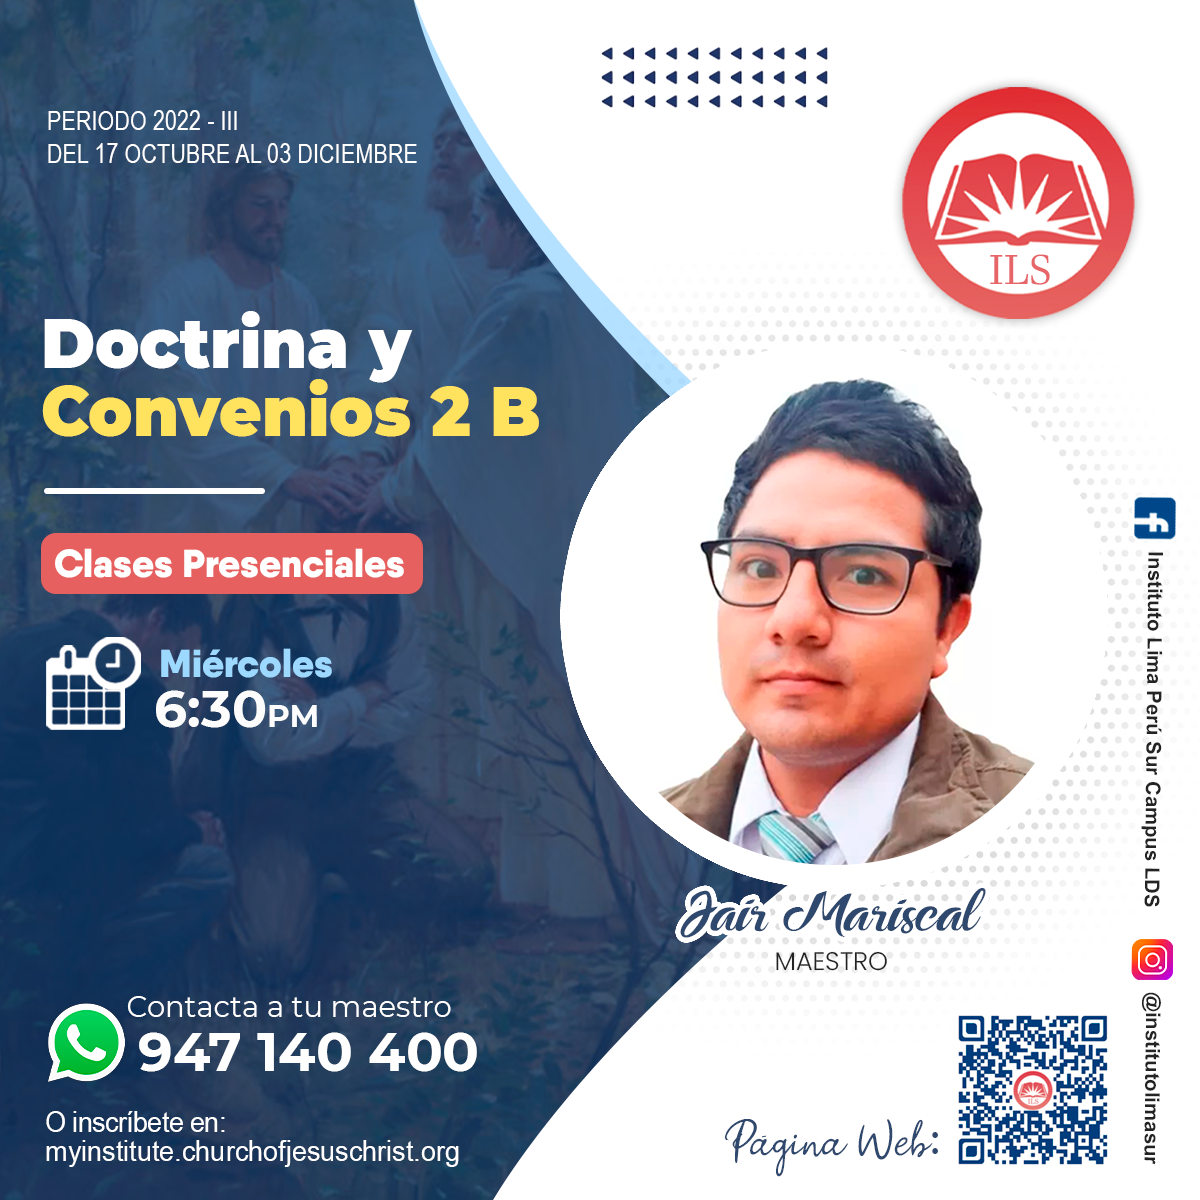 PERIODO 2022 - III
DEL 17 OCTUBRE AL 03 DICIEMBRE
ILS
Doctrina y
Convenios 2 B
Clases Presenciales
Miércoles
6:30PM
Jair Mariscal
MAESTRO
Contacta a tu maestro
947 140 400
O inscríbete en:
myinstitute.churchofjesuschrist.org
Página Web:
ILS
Instituto Lima Perú Sur Campus LDS
@institutolimasur